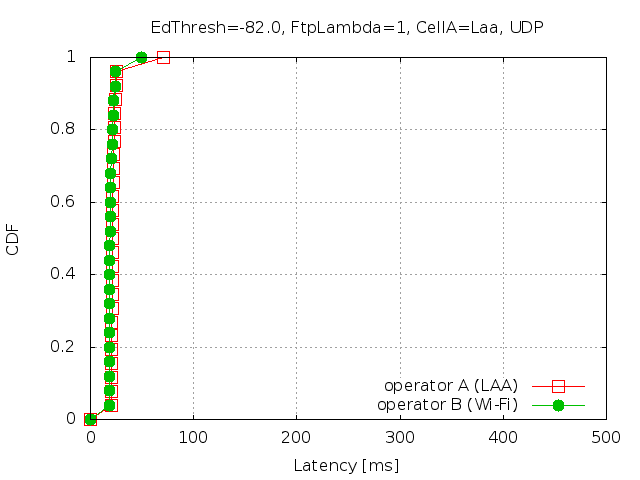 EdThresh=-82.0, FtpLambda=1, CellA=Laa, UDP
1
0.8
0.6
0.4
0.2
0
CDF
operator A (LAA)
operator B (Wi-Fi)
0 100 200 300 400 500
Latency [ms]